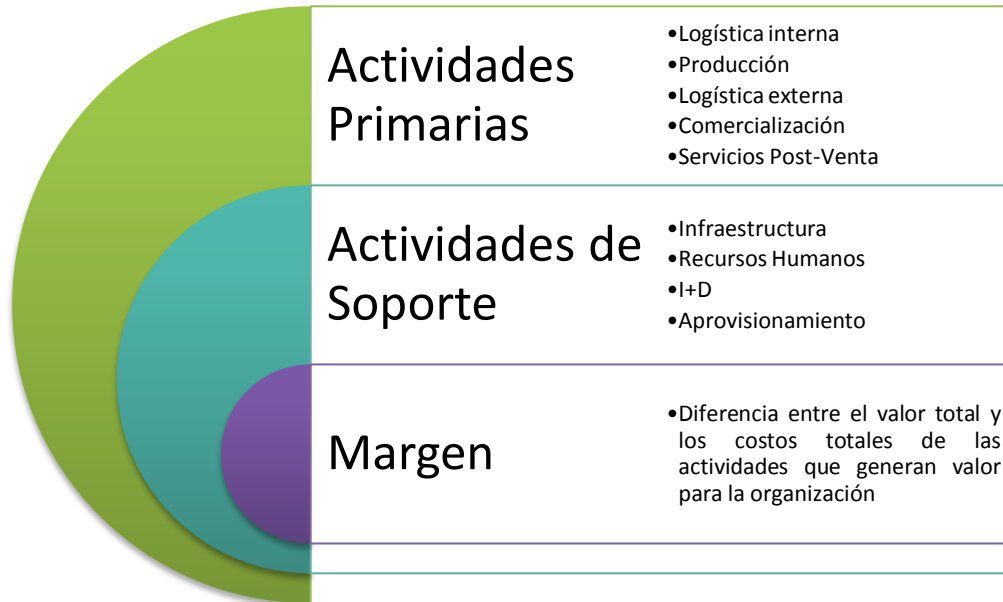 Actividades
Primarias
•Logística interna
•Producción
•Logística externa
•Comercialización
•Servicios Post-Venta
Actividades de
Soporte
•Infraestructura
•Recursos Humanos
•I+D
•Aprovisionamiento
Margen
•Diferencia entre el valor total y
los costos totales de las
actividades que generan valor
para la organización